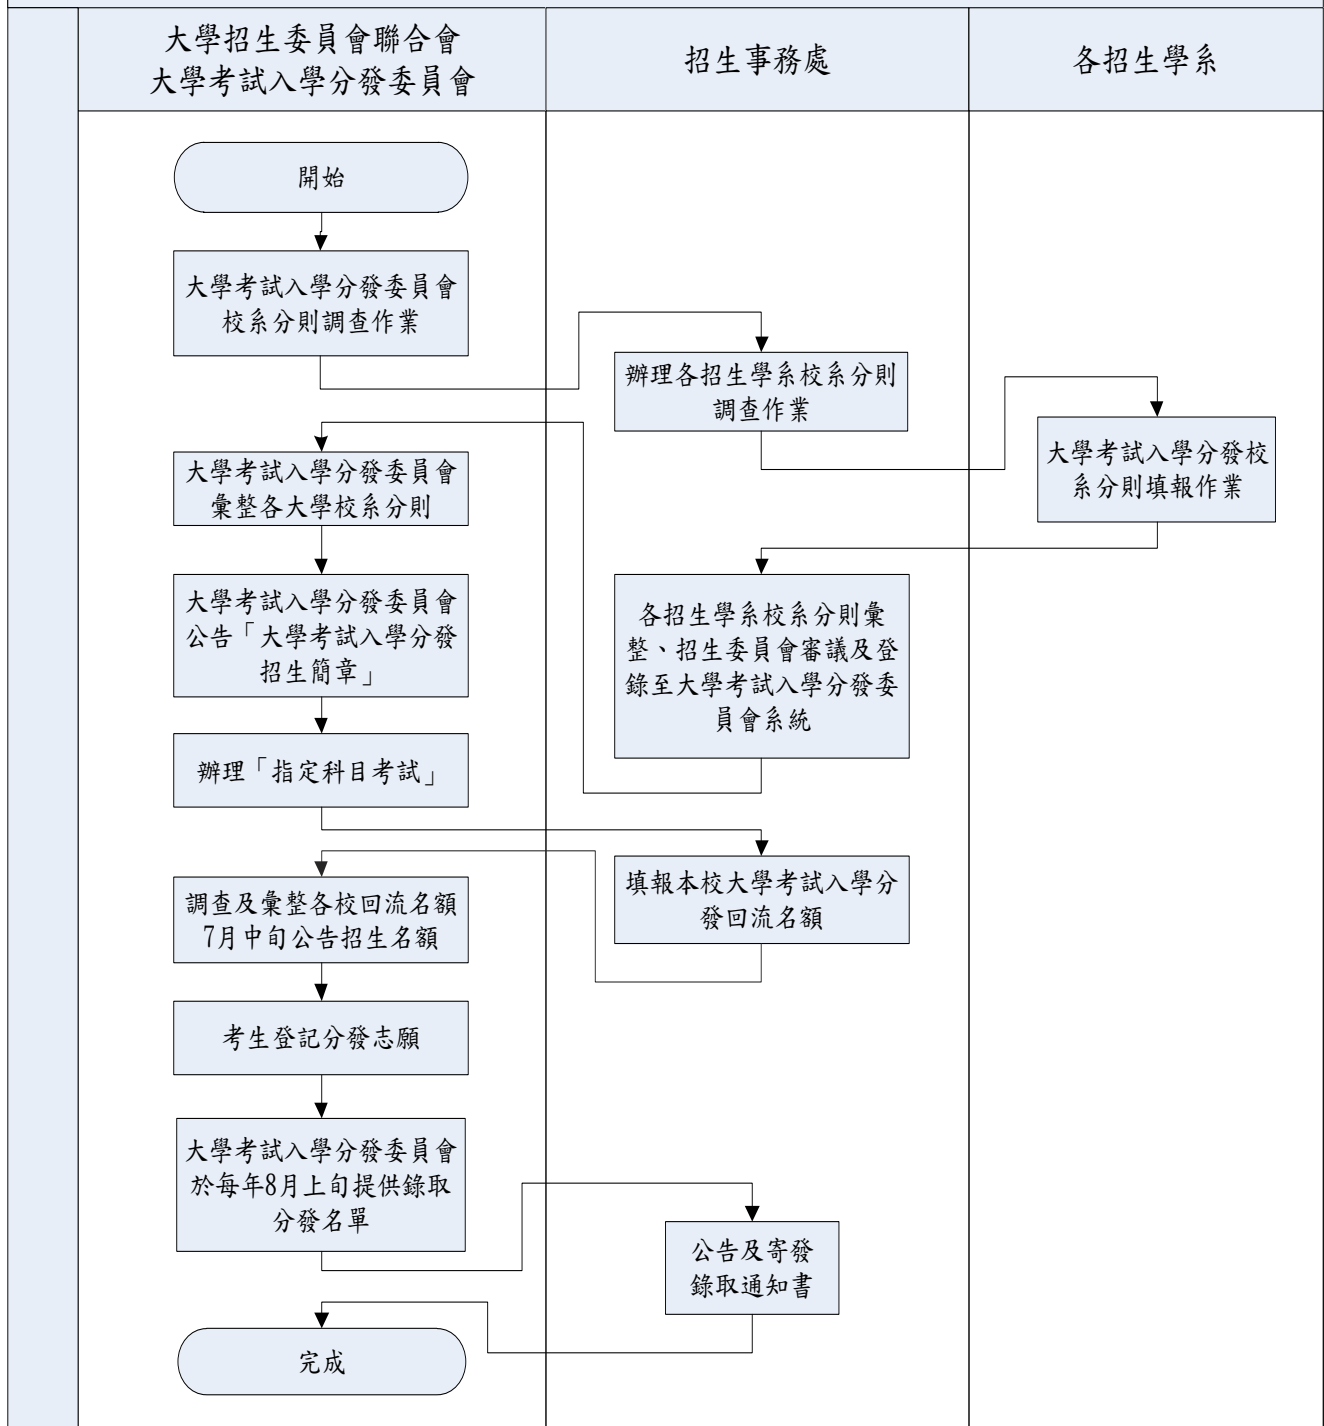 大學招生委員會聯合會
大學考試入學分發委員會
招生事務處
各招生學系
開始
大學考試入學分發委員會
校系分則調查作業
辦理各招生學系校系分則
調查作業
大學考試入學分發校
系分則填報作業
各招生學系校系分則彙
整、招生委員會審議及登
錄至大學考試入學分發委
員會系統
大學考試入學分發委員會
彙整各大學校系分則
大學考試入學分發委員會
公告「大學考試入學分發
招生簡章」
辦理「指定科目考試」
填報本校大學考試入學分
發回流名額
調查及彙整各校回流名額
7月中旬公告招生名額
考生登記分發志願
大學考試入學分發委員會
於每年8月上旬提供錄取
分發名單
公告及寄發
錄取通知書
完成